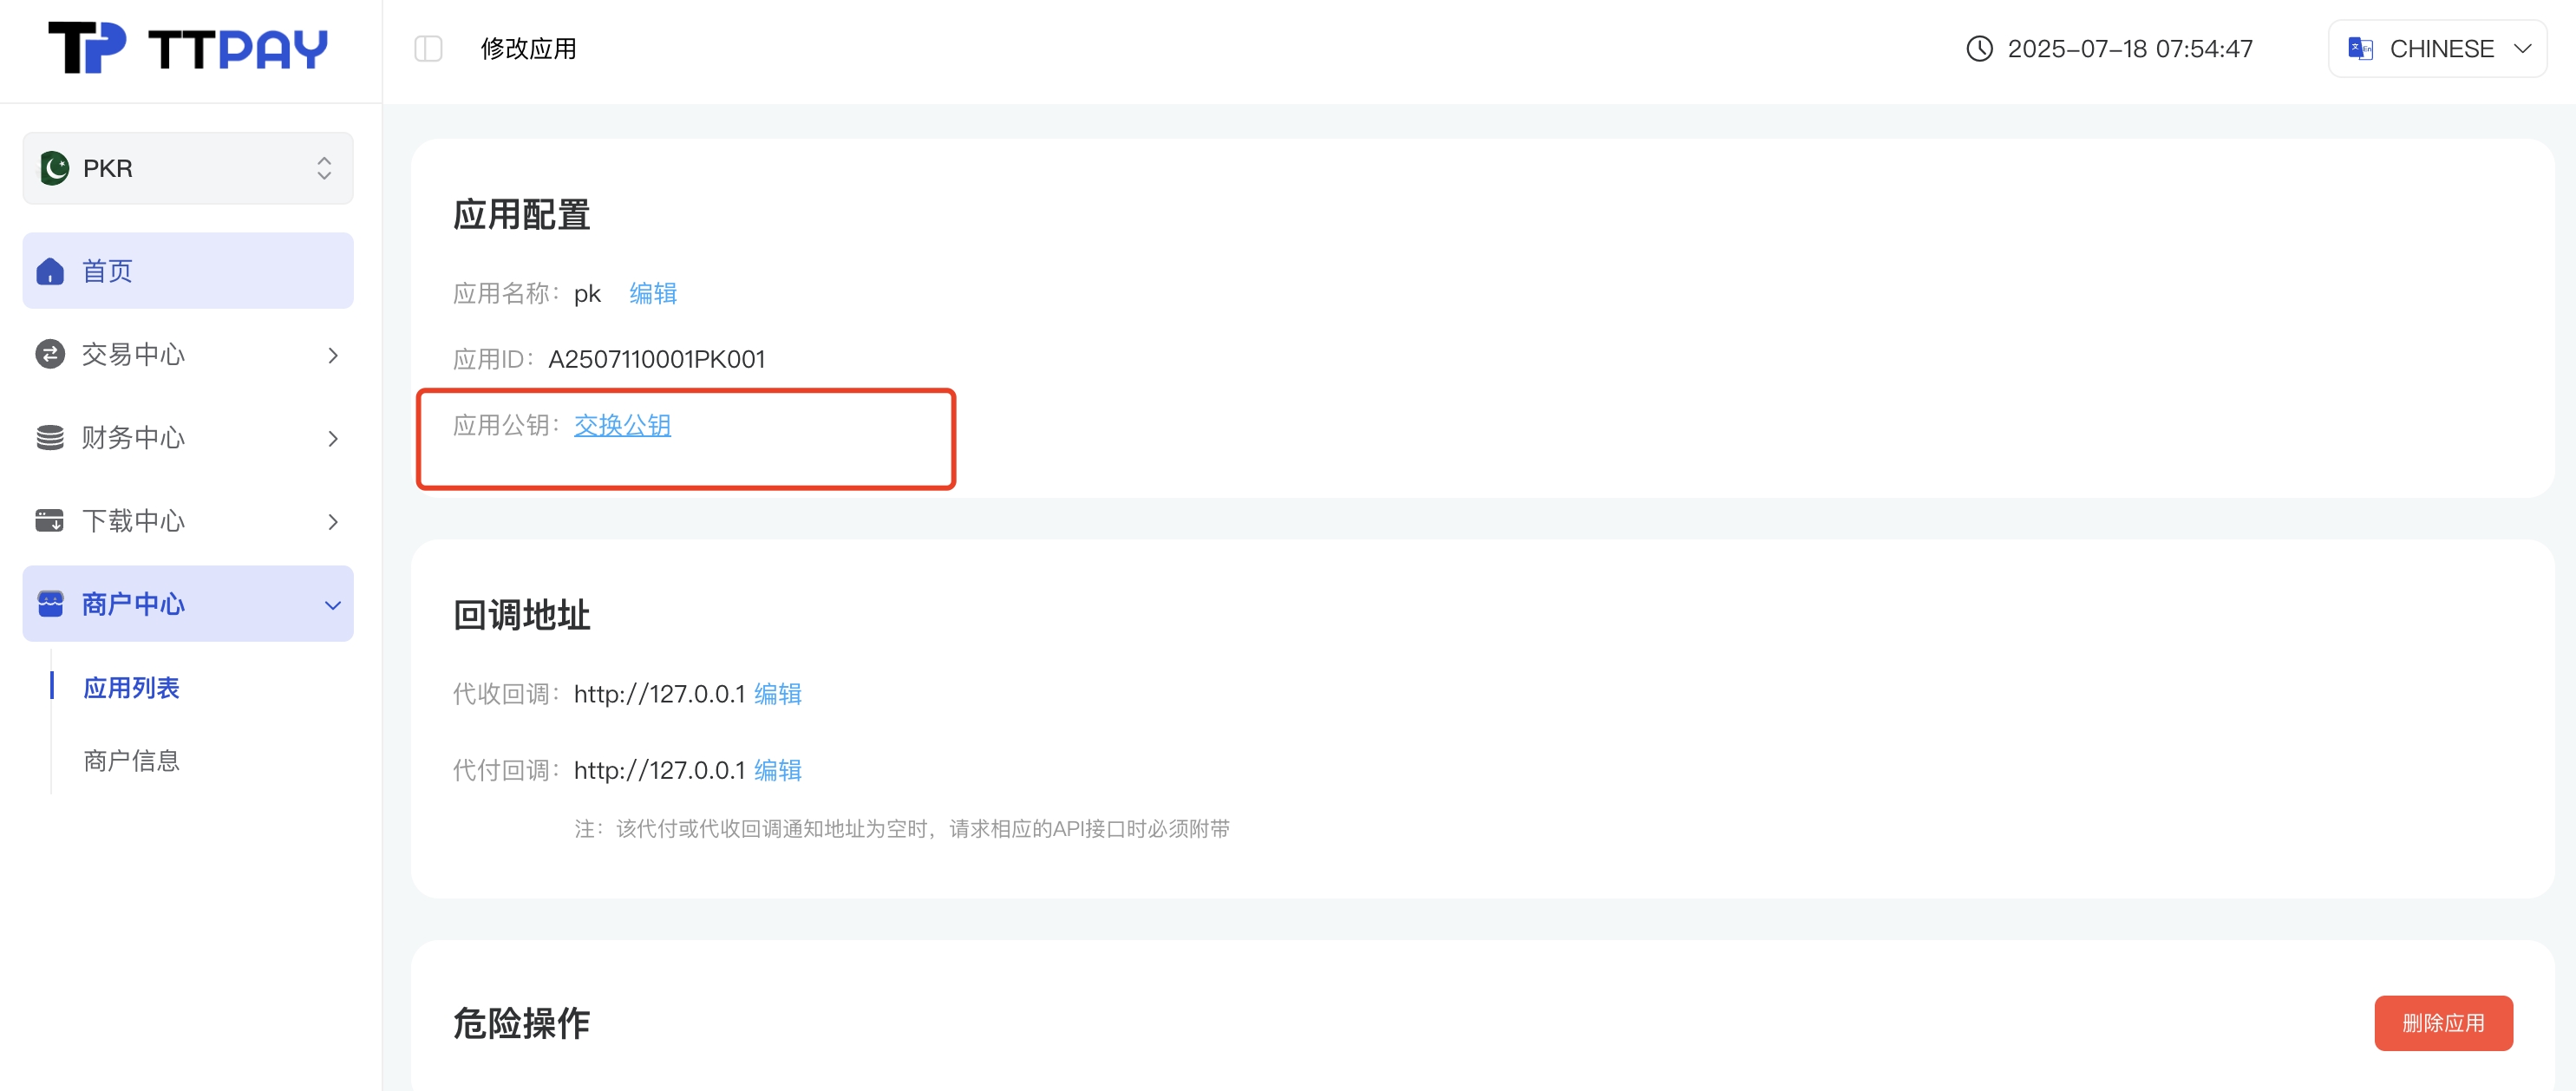 TTPAY
修改应用
2025-07-18 07:54:47
CHINESE
PKR
首页
交易中心
财务中心
下载中心
商户中心
应用列表
商户信息
应用配置
应用名称： pk 编辑
应用ID： A2507110001PK001
应用公钥： 交换公钥
回调地址
代收回调： http://127.0.0.1 编辑
代付回调： http://127.0.0.1 编辑
注：该代付或代收回调通知地址为空时，请求相应的API接口时必须附带
危险操作
删除应用